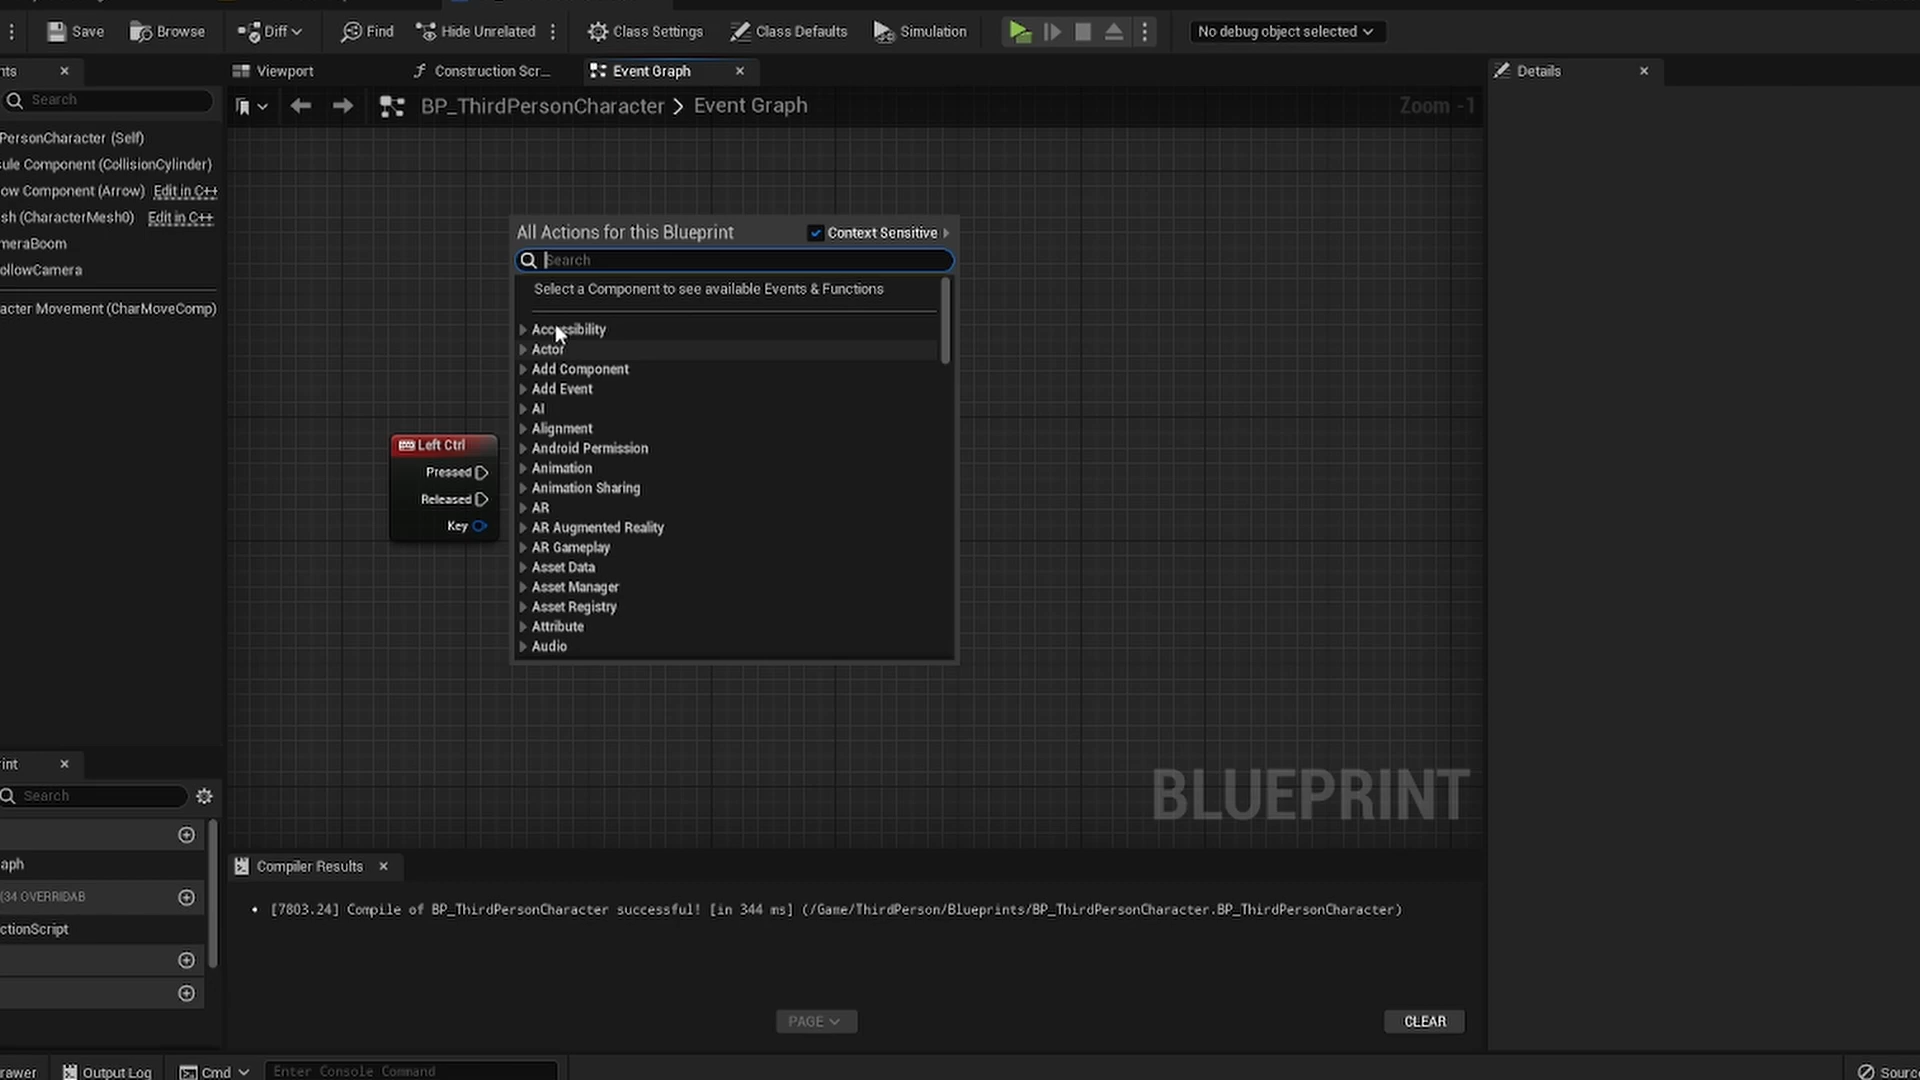 Save
Browse
Diff
Find
Hide Unrelated
Class Settings
Class Defaults
Simulation
No debug object selected
nts
Viewport
Construction Scr...
Event Graph
Details
Search
BP_ThirdPersonCharacter > Event Graph
Zoom -1
PersonCharacter (Self)
sule Component (CollisionCylinder)
ow Component (Arrow) Edit in C++
sh (CharacterMesh0) Edit in C++
meraBoom
ollowCamera
acter Movement (CharMoveComp)
All Actions for this Blueprint
Context Sensitive
Search
Select a Component to see available Events & Functions
Accessibility
Actor
Add Component
Add Event
AI
Alignment
Android Permission
Animation
Animation Sharing
AR
AR Augmented Reality
AR Gameplay
Asset Data
Asset Manager
Asset Registry
Attribute
Audio
Left Ctrl
Pressed
Released
Key
BLUEPRINT
rint
Search
aph
(34 OVERRIDAB
ctionScript
Compiler Results
• [7803.24] Compile of BP_ThirdPersonCharacter successful! [in 344 ms] (/Game/ThirdPerson/Blueprints/BP_ThirdPersonCharacter.BP_ThirdPersonCharacter)
PAGE
CLEAR
rawer
Output Log
Cmd
Enter Console Command
Sourc